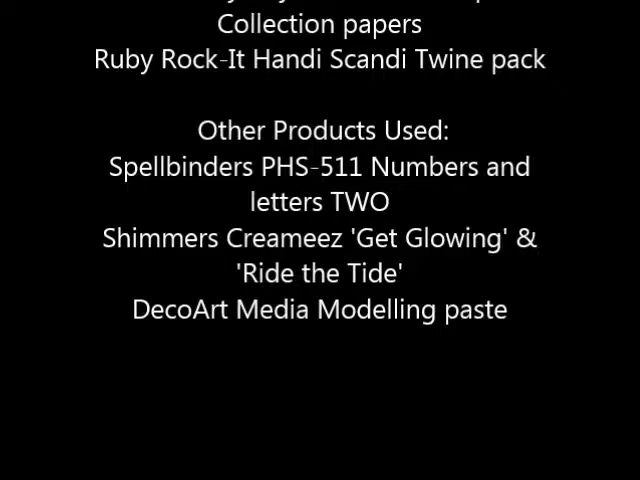 Collection papers
Ruby Rock-It Handi Scandi Twine pack
Other Products Used:
Spellbinders PHS-511 Numbers and
letters TWO
Shimmers Creameez 'Get Glowing' &
'Ride the Tide'
DecoArt Media Modelling paste